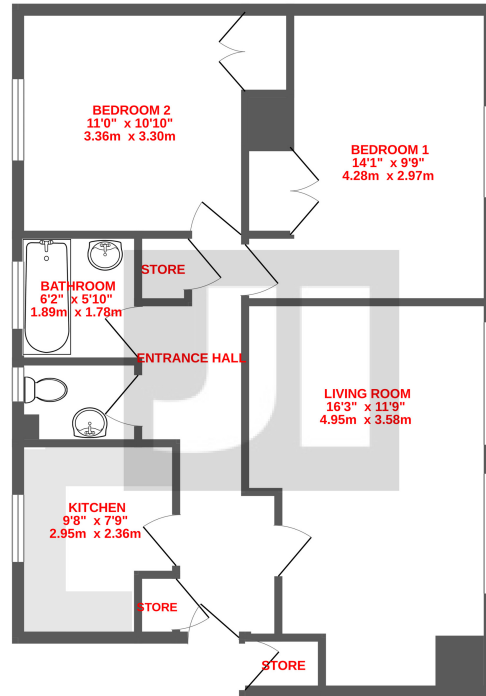 BEDROOM 2
11'0" x 10'10"
3.36m x 3.30m
BEDROOM 1
14'1" x 9'9"
4.28m x 2.97m
STORE
BATHROOM
6'2" x 5'10"
1.89m x 1.78m
ENTRANCE HALL
LIVING ROOM
16'3" x 11'9"
4.95m x 3.58m
KITCHEN
9'8" x 7'9"
2.95m x 2.36m
STORE
STORE